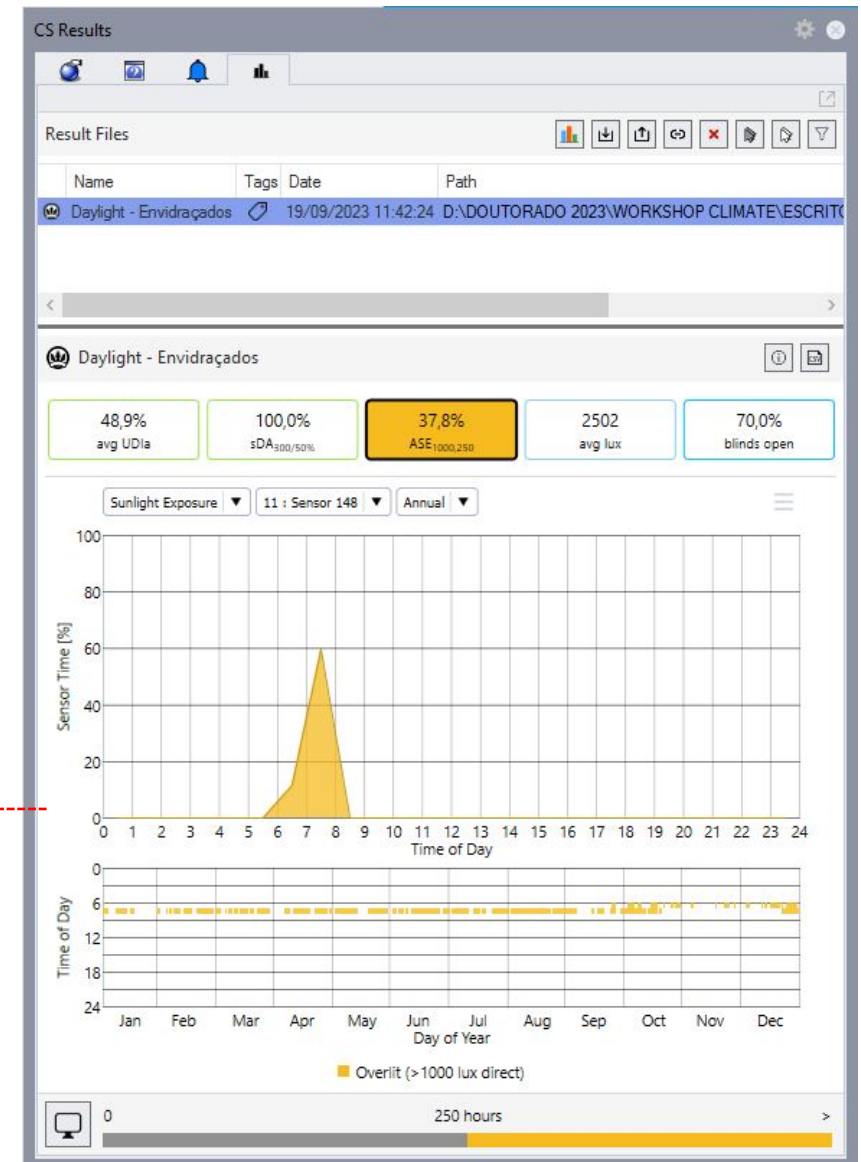 CS Results
Result Files
Name Tags Date Path
Daylight - Envidraçados 19/09/2023 11:42:24 D:\DOUTORADO 2023\WORKSHOP CLIMATE\ESCRITO
Daylight - Envidraçados
48,9% 100,0% 37,8% 2502 70,0%
avg UDIa sDA300/50% ASE1000,250 avg lux blinds open
Sunlight Exposure 11 : Sensor 148 Annual
100
80
60
40
20
0
Sensor Time [%]
0 1 2 3 4 5 6 7 8 9 10 11 12 13 14 15 16 17 18 19 20 21 22 23 24
Time of Day
0
6
12
18
24
Time of Day
Jan Feb Mar Apr May Jun Jul Aug Sep Oct Nov Dec
Day of Year
Overlit (>1000 lux direct)
0 250 hours >